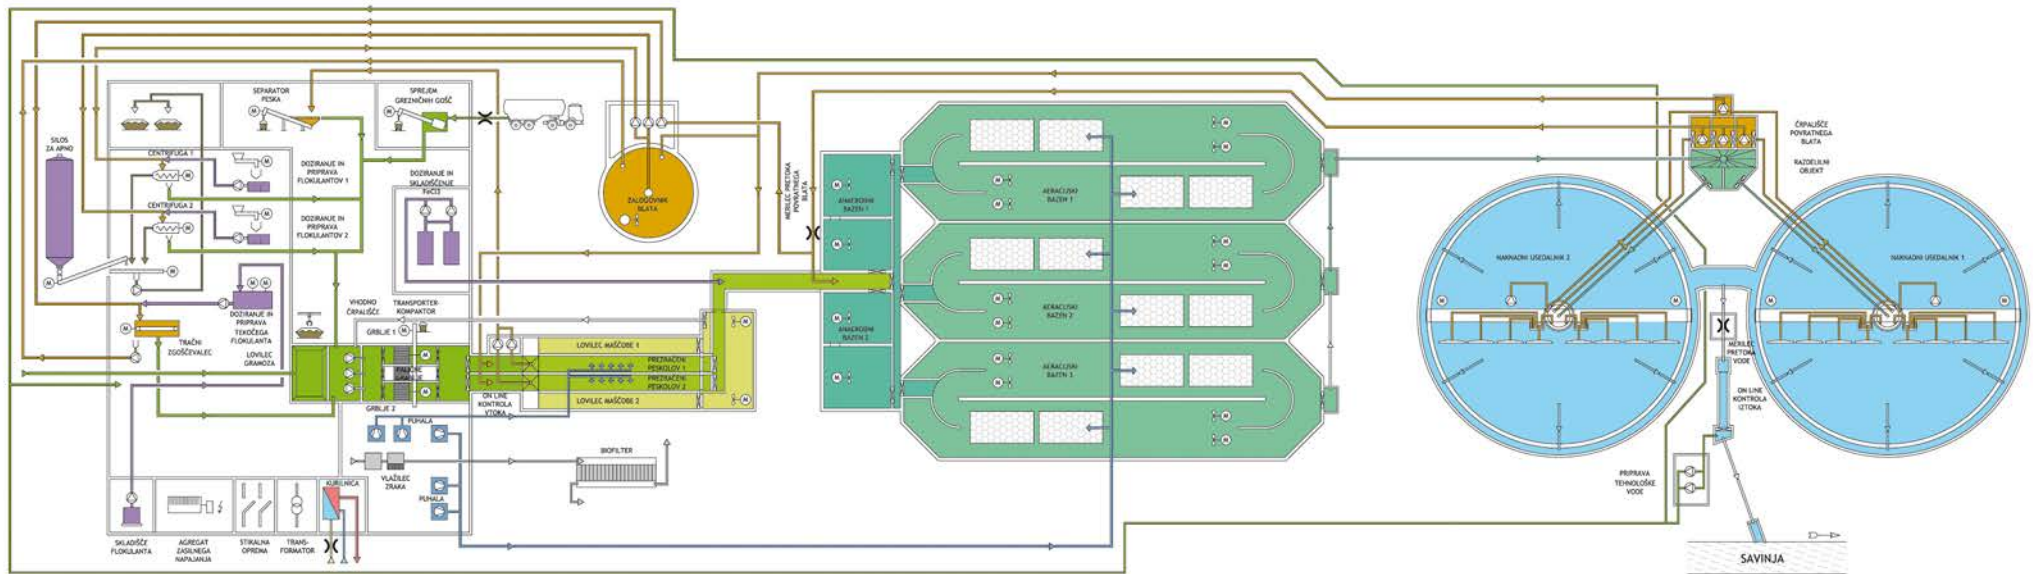 SEPARATOR
PESKA
SPREJEM
GREZNIČNIH GOŠČ
SILOS
ZA APNO
CENTRIFUGA 1
DOZIRANJE IN
PRIPRAVA
FLOKULANTOV 1
CENTRIFUGA 2
DOZIRANJE IN
PRIPRAVA
FLOKULANTOV 2
DOZIRANJE IN
SKLADIŠČENJE
FeCl3
ZALOGOVNIK
BLATA
MERILEC PRETOKA
POVRATNEGA
BLATA
ANAEROBNI
BAZEN 1
ANAEROBNI
BAZEN 2
AERACIJSKI
BAZEN 1
AERACIJSKI
BAZEN 2
AERACIJSKI
BAZEN 3
ČRPALIŠČE
POVRATNEGA
BLATA
RAZDELILNI
OBJEKT
NAKNADNI USEDALNIK 2
NAKNADNI USEDALNIK 1
DOZIRANJE IN
PRIPRAVA
TEKOČEGA
FLOKULANTA
TRAČNI
ZGOŠČEVALEC
LOVILEC
GRAMOZA
VHODNO
ČRPALIŠČE
TRANSPORTER-
KOMPAKTOR
GRBLJE 1
GRBLJE 2
LOVILEC MAŠČOBE 1
PREZRAČENI
PESKOLOV 1
PREZRAČENI
PESKOLOV 2
LOVILEC MAŠČOBE 2
ON LINE
KONTROLA
VTOKA
PUHALA
BIOFILTER
VLAŽILEC
ZRAKA
PUHALA
KURILNICA
SKLADIŠČE
FLOKULANTA
AGREGAT
ZASILNEGA
NAPAJANJA
STIKALNA
OPREMA
TRANS-
FORMATOR
MERILEC
PRETOKA
VODE
ON LINE
KONTROLA
IZTOKA
PRIPRAVA
TEHNOLOŠKE
VODE
SAVINJA